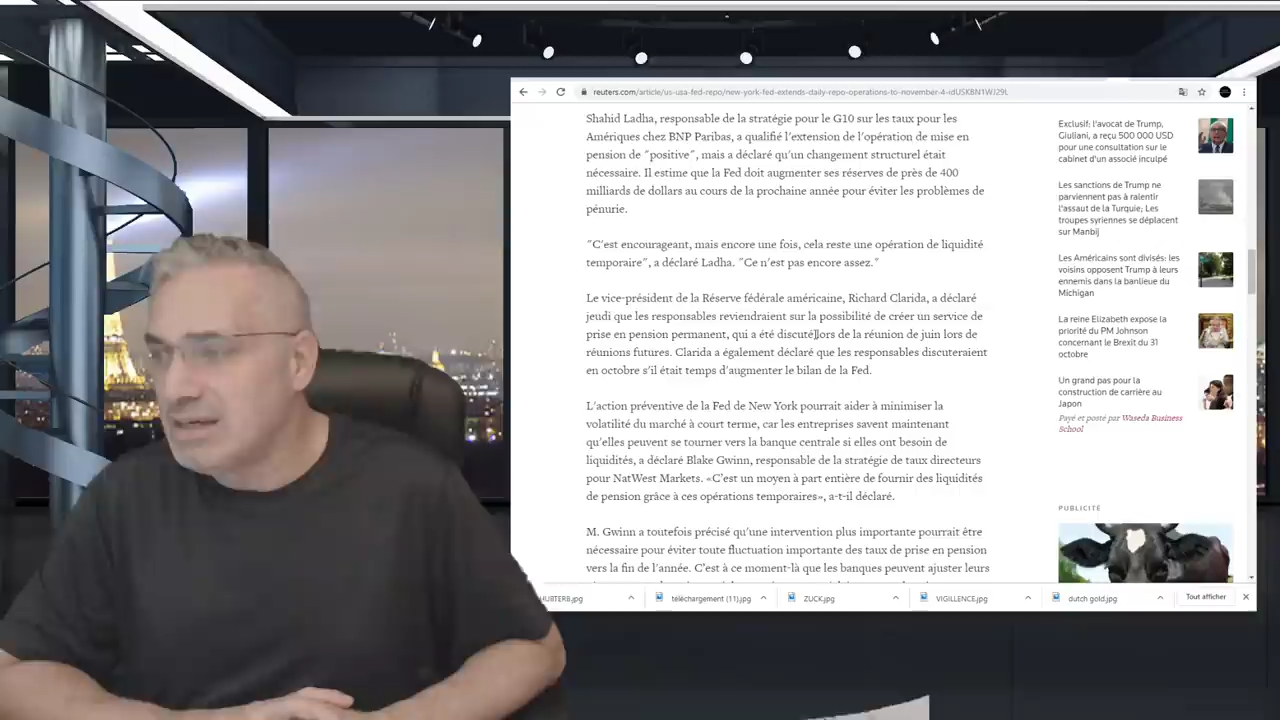 reuters.com/article/us-usa-fed-repo/new-york-fed-extends-daily-repo-operations-to-november-4-idUSKBN1WJ29L
Shahid Ladha, responsable de la stratégie pour le G10 sur les taux pour les
Amériques chez BNP Paribas, a qualifié l'extension de l'opération de mise en
pension de "positive", mais a déclaré qu'un changement structurel était
nécessaire. Il estime que la Fed doit augmenter ses réserves de près de 400
milliards de dollars au cours de la prochaine année pour éviter les problèmes de
pénurie.
"C'est encourageant, mais encore une fois, cela reste une opération de liquidité
temporaire", a déclaré Ladha. "Ce n'est pas encore assez."
Le vice-président de la Réserve fédérale américaine, Richard Clarida, a déclaré
jeudi que les responsables reviendraient sur la possibilité de créer un service de
prise en pension permanent, qui a été discuté lors de la réunion de juin lors de
réunions futures. Clarida a également déclaré que les responsables discuteraient
en octobre s'il était temps d'augmenter le bilan de la Fed.
L'action préventive de la Fed de New York pourrait aider à minimiser la
volatilité du marché à court terme, car les entreprises savent maintenant
qu'elles peuvent se tourner vers la banque centrale si elles ont besoin de
liquidités, a déclaré Blake Gwinn, responsable de la stratégie de taux directeurs
pour NatWest Markets. «C'est un moyen à part entière de fournir des liquidités
de pension grâce à ces opérations temporaires», a-t-il déclaré.
M. Gwinn a toutefois précisé qu'une intervention plus importante pourrait être
nécessaire pour éviter toute fluctuation importante des taux de prise en pension
vers la fin de l'année. C'est à ce moment-là que les banques peuvent ajuster leurs
Exclusif: l'avocat de Trump,
Giuliani, a reçu 500 000 USD
pour une consultation sur le
cabinet d'un associé inculpé
Les sanctions de Trump ne
parviennent pas à ralentir
l'assaut de la Turquie; Les
troupes syriennes se déplacent
sur Manbij
Les Américains sont divisés: les
voisins opposent Trump à leurs
ennemis dans la banlieue du
Michigan
La reine Elizabeth expose la
priorité du PM Johnson
concernant le Brexit du 31
octobre
Un grand pas pour la
construction de carrière au
Japon
Payé et posté par Waseda Business
School
PUBLICITÉ
téléchargement (11).jpg
ZUCK.jpg
VIGILLENCE.jpg
dutch gold.jpg
Tout afficher